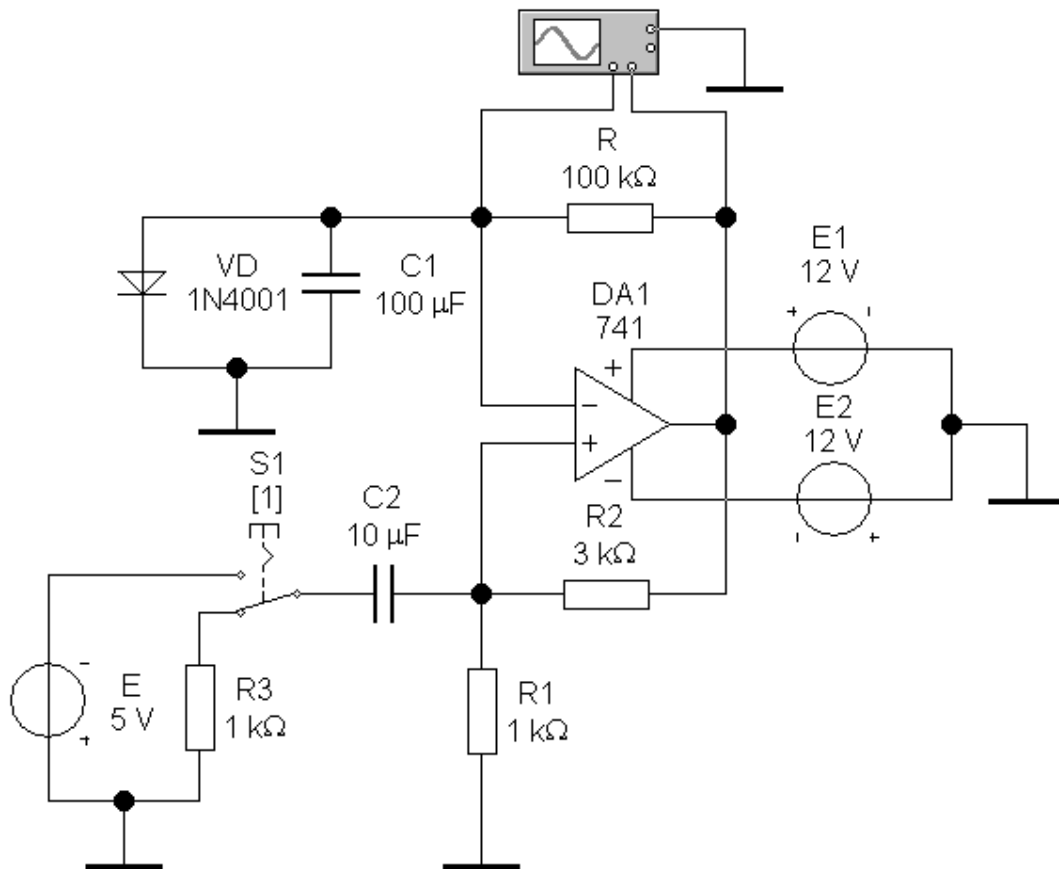 R
100 kΩ
VD
1N4001
C1
100 µF
DA1
741
+
−
+
−
E1
12 V
+ -
E2
12 V
- +
S1
[1]
C2
10 µF
R2
3 kΩ
-
E
5 V
+
R3
1 kΩ
R1
1 kΩ